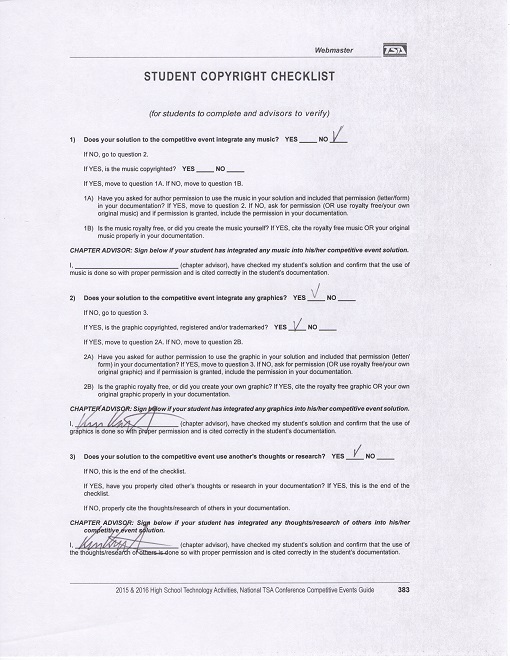 Webmaster
TSA
STUDENT COPYRIGHT CHECKLIST
(for students to complete and advisors to verify)
1) Does your solution to the competitive event integrate any music? YES _____ NO __✓__
If NO, go to question 2.
If YES, is the music copyrighted? YES _____ NO _____
If YES, move to question 1A. If NO, move to question 1B.
1A) Have you asked for author permission to use the music in your solution and included that permission (letter/form)
in your documentation? If YES, move to question 2. If NO, ask for permission (OR use royalty free/your own
original music) and if permission is granted, include the permission in your documentation.
1B) Is the music royalty free, or did you create the music yourself? If YES, cite the royalty free music OR your original
music properly in your documentation.
CHAPTER ADVISOR: Sign below if your student has integrated any music into his/her competitive event solution.
I, ______________________________ (chapter advisor), have checked my student's solution and confirm that the use of
music is done so with proper permission and is cited correctly in the student's documentation.
2) Does your solution to the competitive event integrate any graphics? YES __✓__ NO _____
If NO, go to question 3.
If YES, is the graphic copyrighted, registered and/or trademarked? YES __✓__ NO _____
If YES, move to question 2A. If NO, move to question 2B.
2A) Have you asked for author permission to use the graphic in your solution and included that permission (letter/
form) in your documentation? If YES, move to question 3. If NO, ask for permission (OR use royalty free/your own
original graphic) and if permission is granted, include the permission in your documentation.
2B) Is the graphic royalty free, or did you create your own graphic? If YES, cite the royalty free graphic OR your own
original graphic properly in your documentation.
CHAPTER ADVISOR: Sign below if your student has integrated any graphics into his/her competitive event solution.
I, (chapter advisor), have checked my student's solution and confirm that the use of
graphics is done so with proper permission and is cited correctly in the student's documentation.
3) Does your solution to the competitive event use another's thoughts or research? YES __✓__ NO _____
If NO, this is the end of the checklist.
If YES, have you properly cited other's thoughts or research in your documentation? If YES, this is the end of the
checklist.
If NO, properly cite the thoughts/research of others in your documentation.
CHAPTER ADVISOR: Sign below if your student has integrated any thoughts/research of others into his/her
competitive event solution.
I, (chapter advisor), have checked my student's solution and confirm that the use of
the thoughts/research of others is done so with proper permission and is cited correctly in the student's documentation.
2015 & 2016 High School Technology Activities, National TSA Conference Competitive Events Guide 383